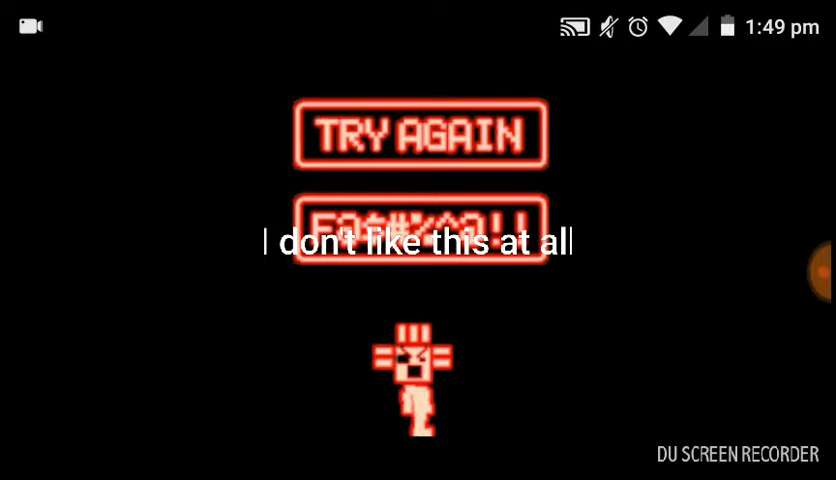 1:49 pm
TRY AGAIN
I don't like this at all
DU SCREEN RECORDER